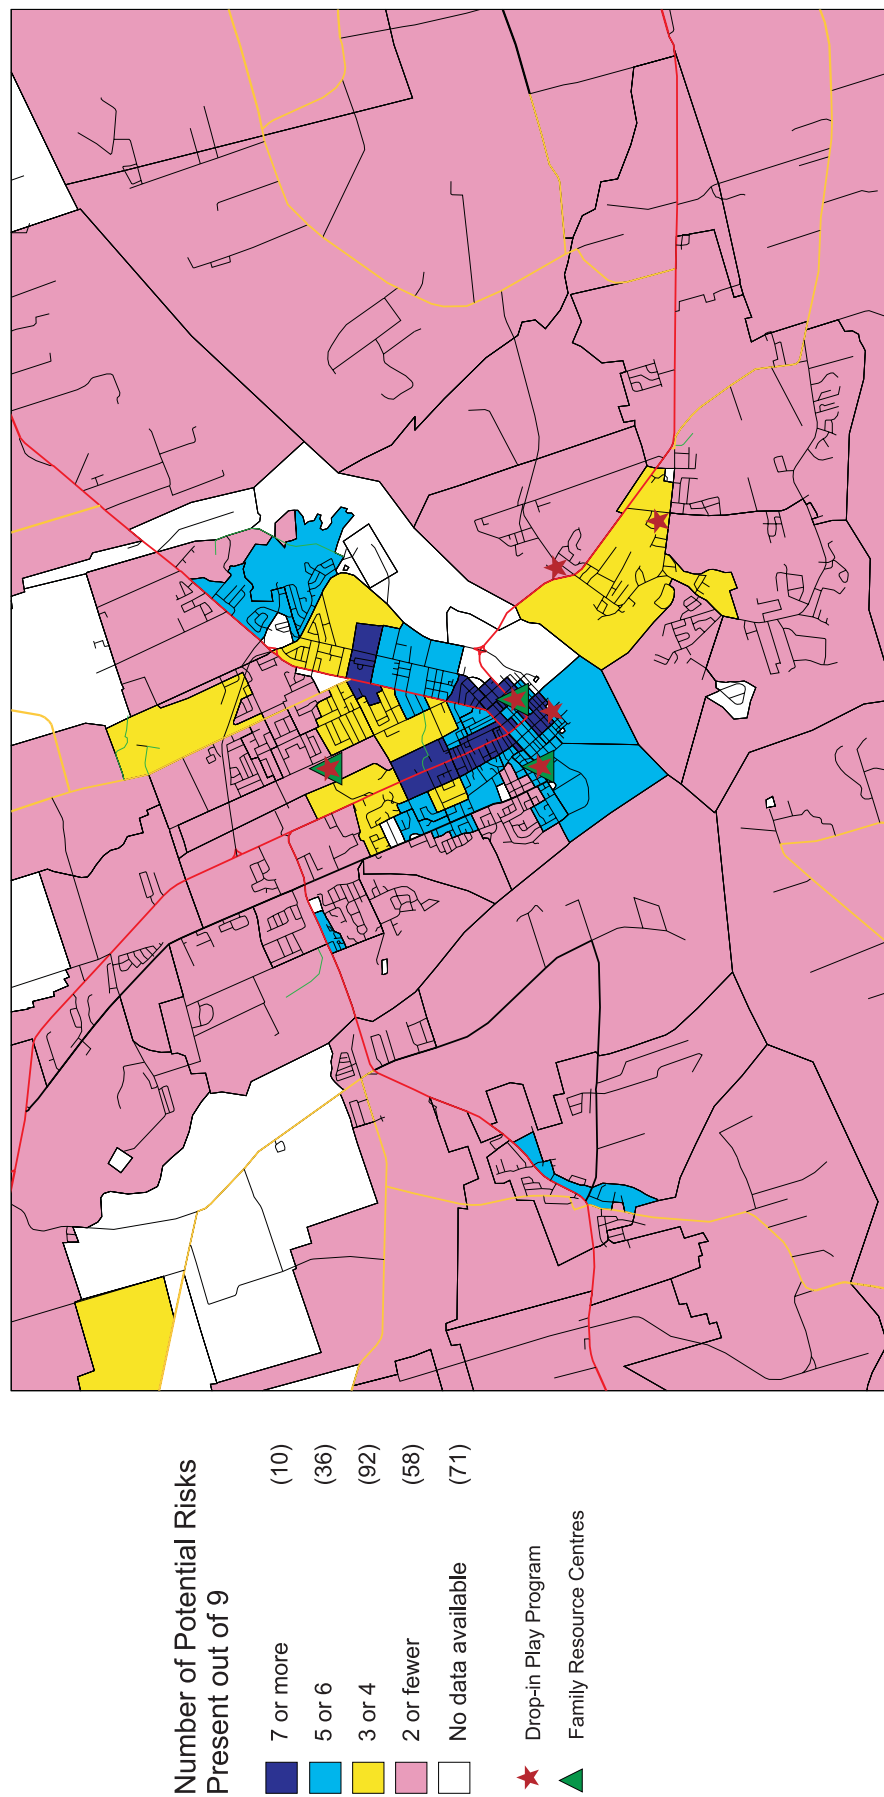 Number of Potential Risks
Present out of 9
7 or more (10)
5 or 6 (36)
3 or 4 (92)
2 or fewer (58)
No data available (71)
Drop-in Play Program
Family Resource Centres